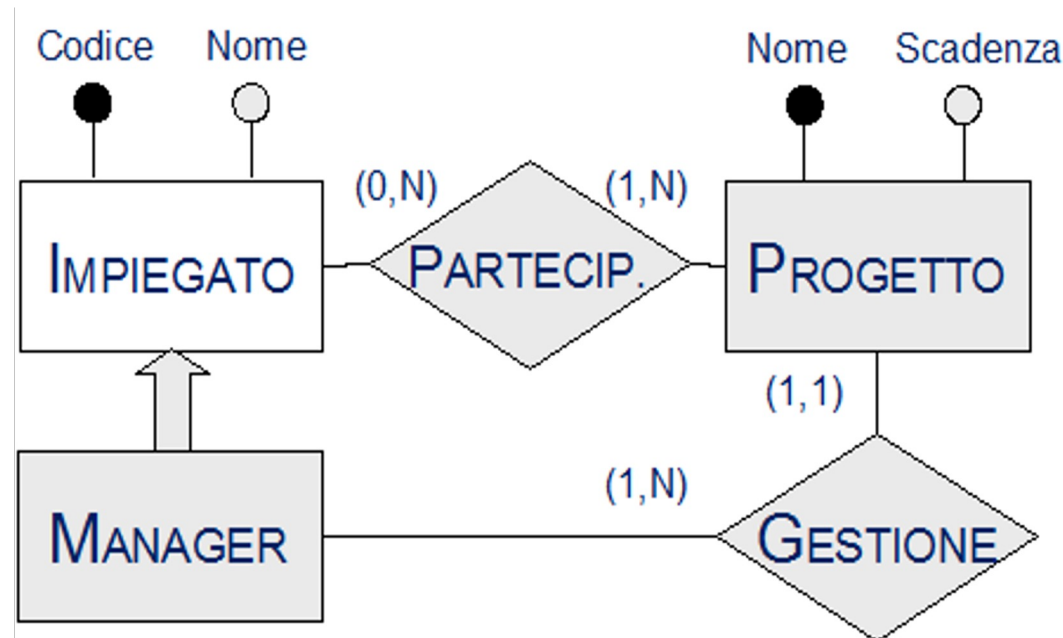 Codice Nome
Nome Scadenza
(0,N) (1,N)
IMPIEGATO PARTECIP. PROGETTO
(1,1)
(1,N)
MANAGER GESTIONE